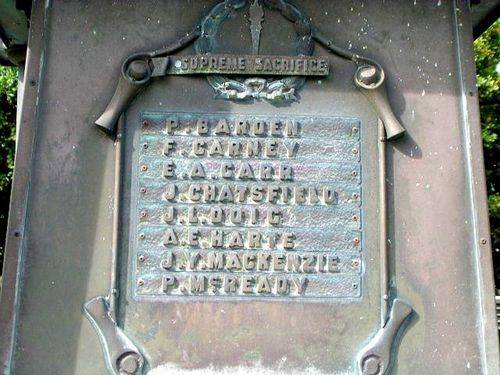 SUPREME SACRIFICE
P. BARDEN
F. CARNEY
E. A. CARR
J. CHATSFIELD
J. L. DOIG
A. E. HARTE
J. Y. MACKENZIE
P. MCREADY